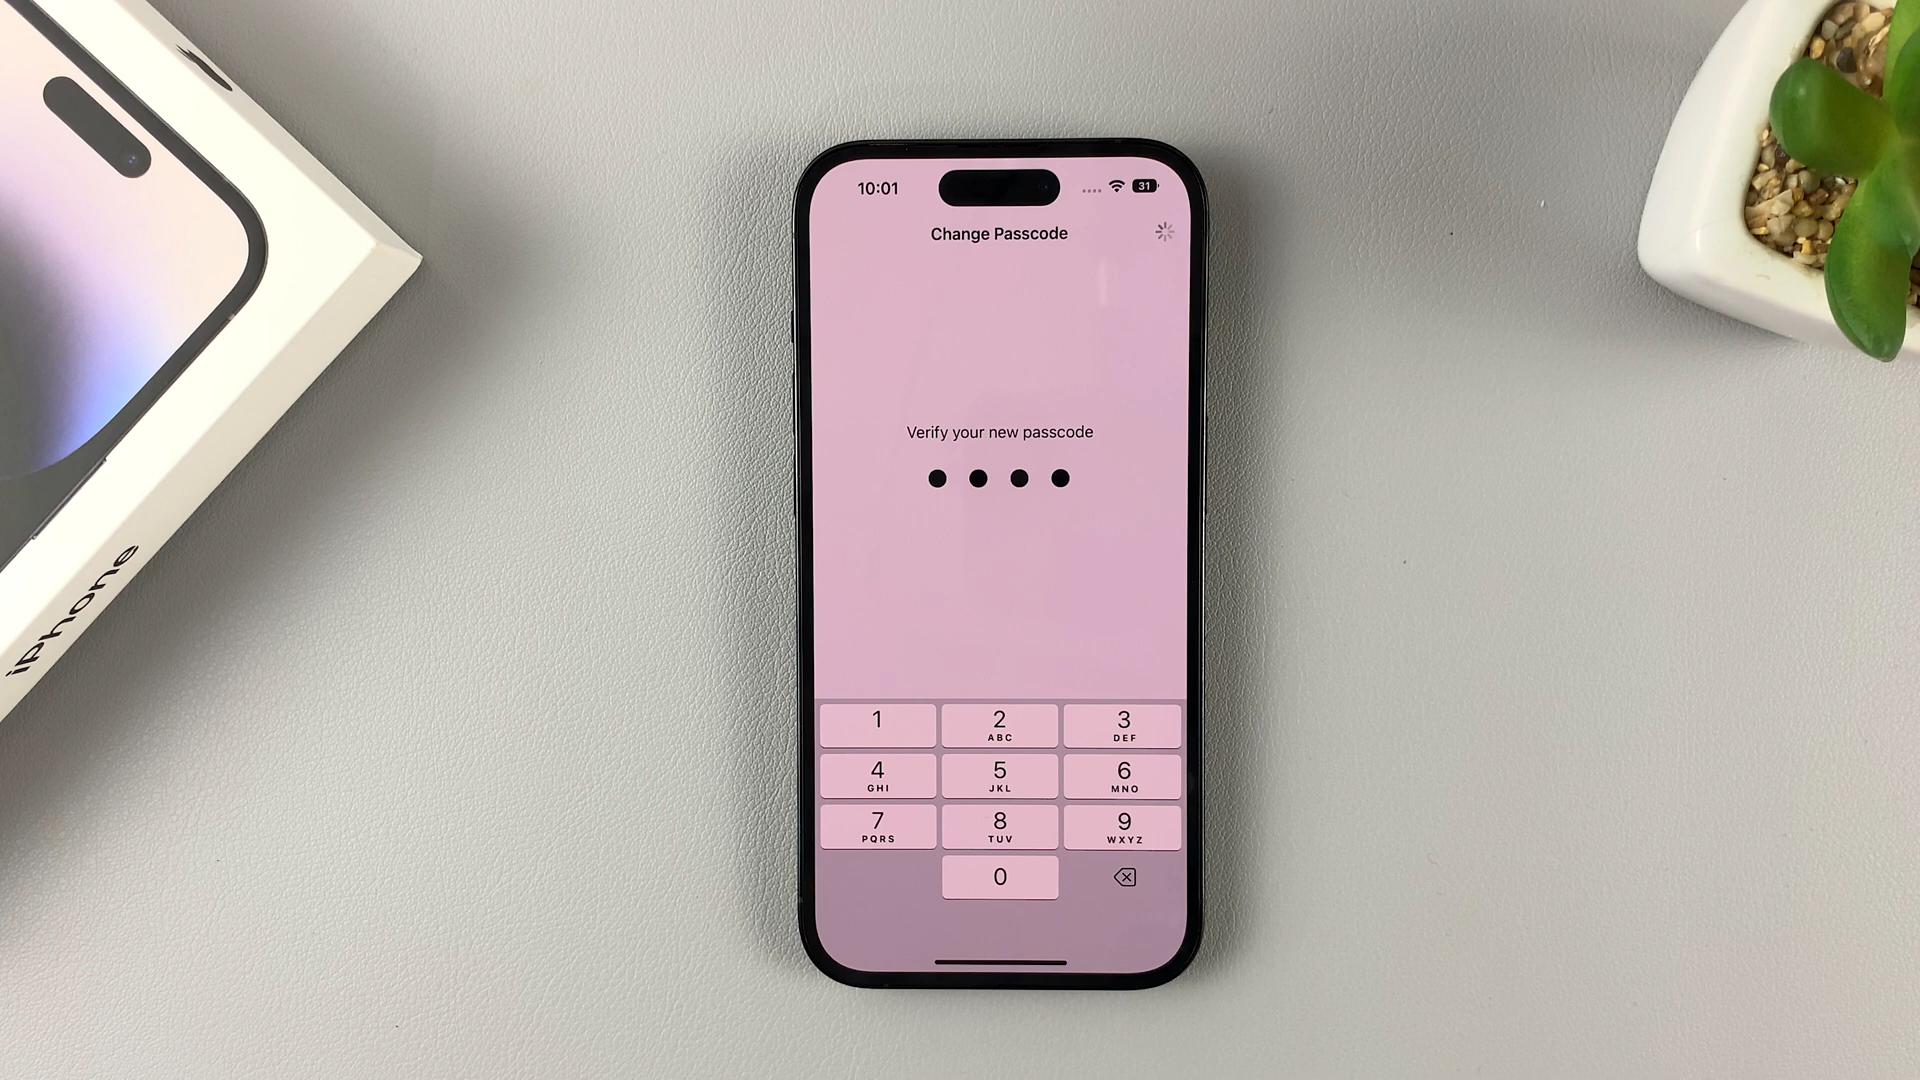 10:01
31
Change Passcode
Verify your new passcode
1
2
ABC
3
DEF
4
GHI
5
JKL
6
MNO
7
PQRS
8
TUV
9
WXYZ
0
iPhone